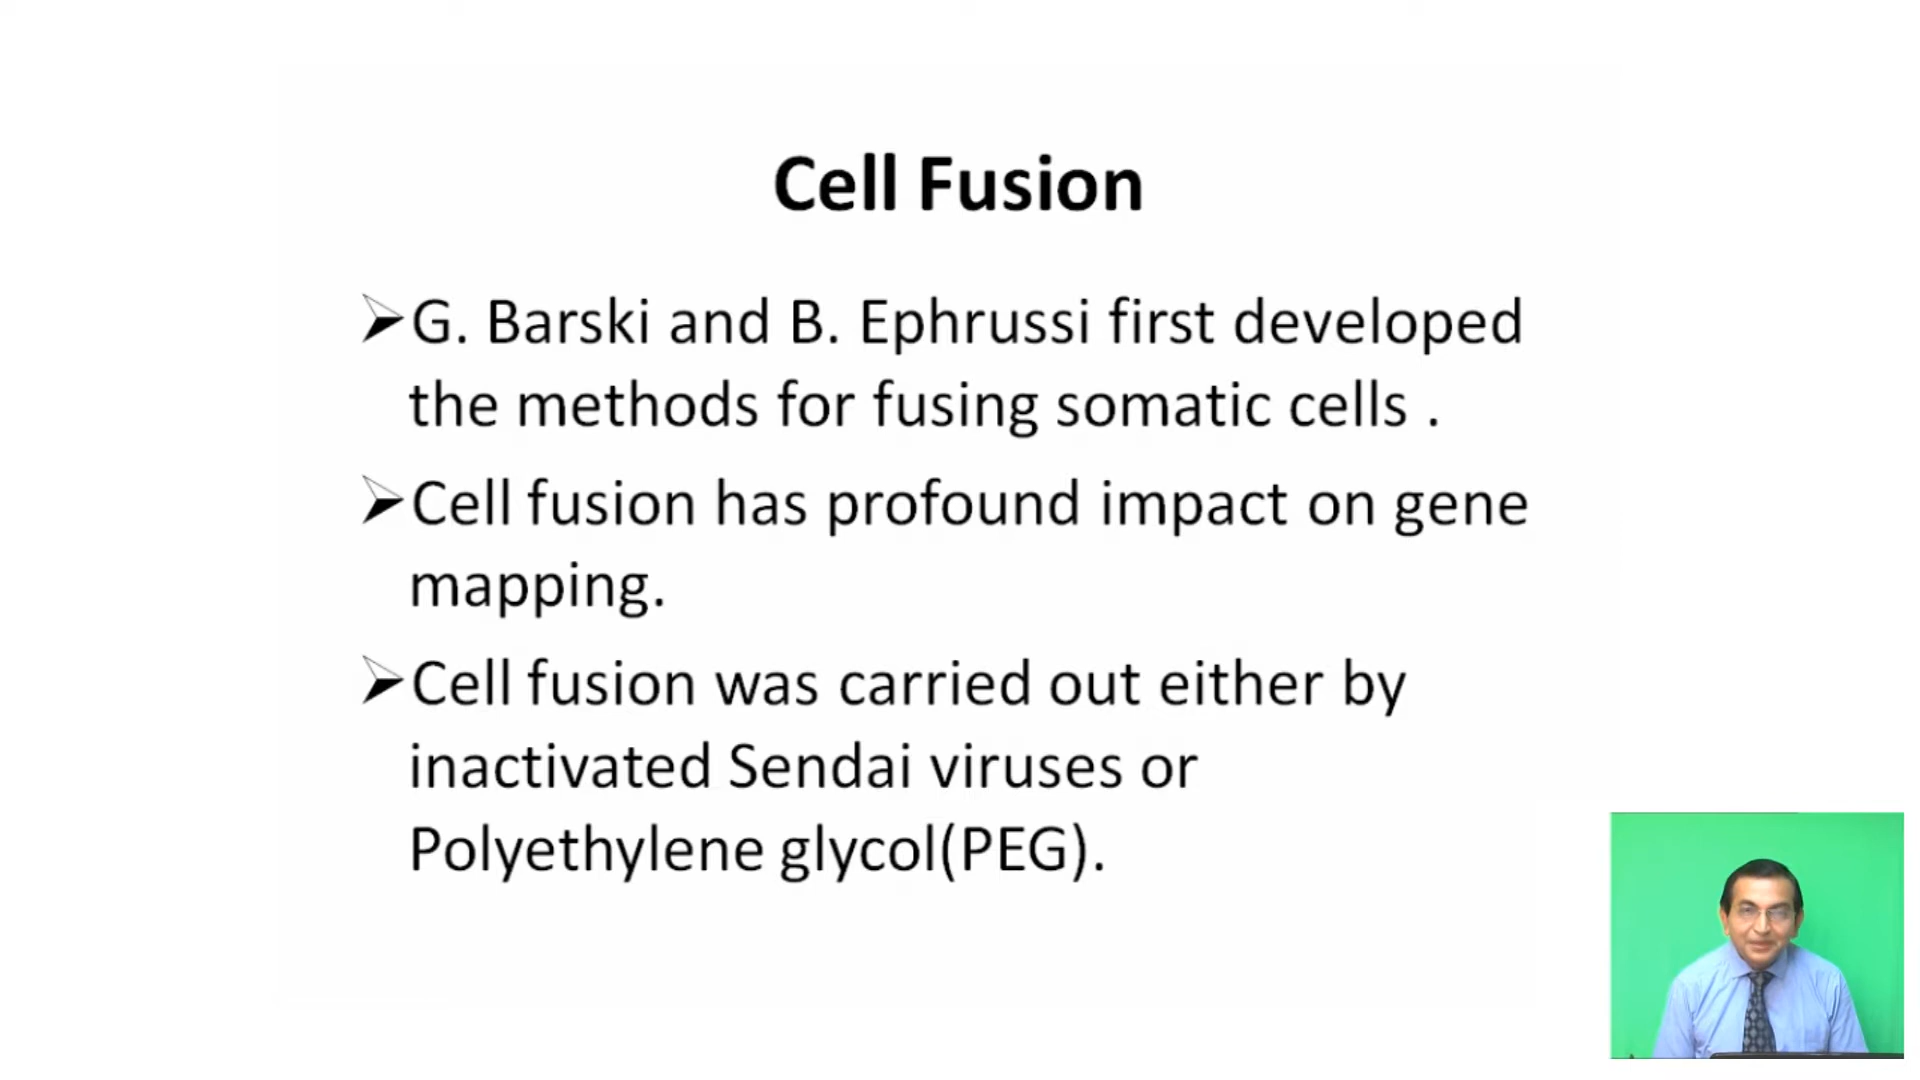 Cell Fusion
➢G. Barski and B. Ephrussi first developed
the methods for fusing somatic cells .
➢Cell fusion has profound impact on gene
mapping.
➢Cell fusion was carried out either by
inactivated Sendai viruses or
Polyethylene glycol(PEG).